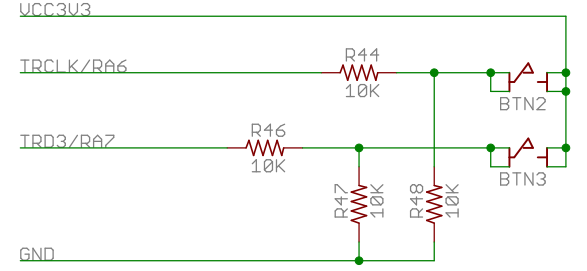 VCC3V3
TRCLK/RA6
R44
10K
BTN2
TRD3/RA7
R46
10K
BTN3
R47
10K
R48
10K
GND